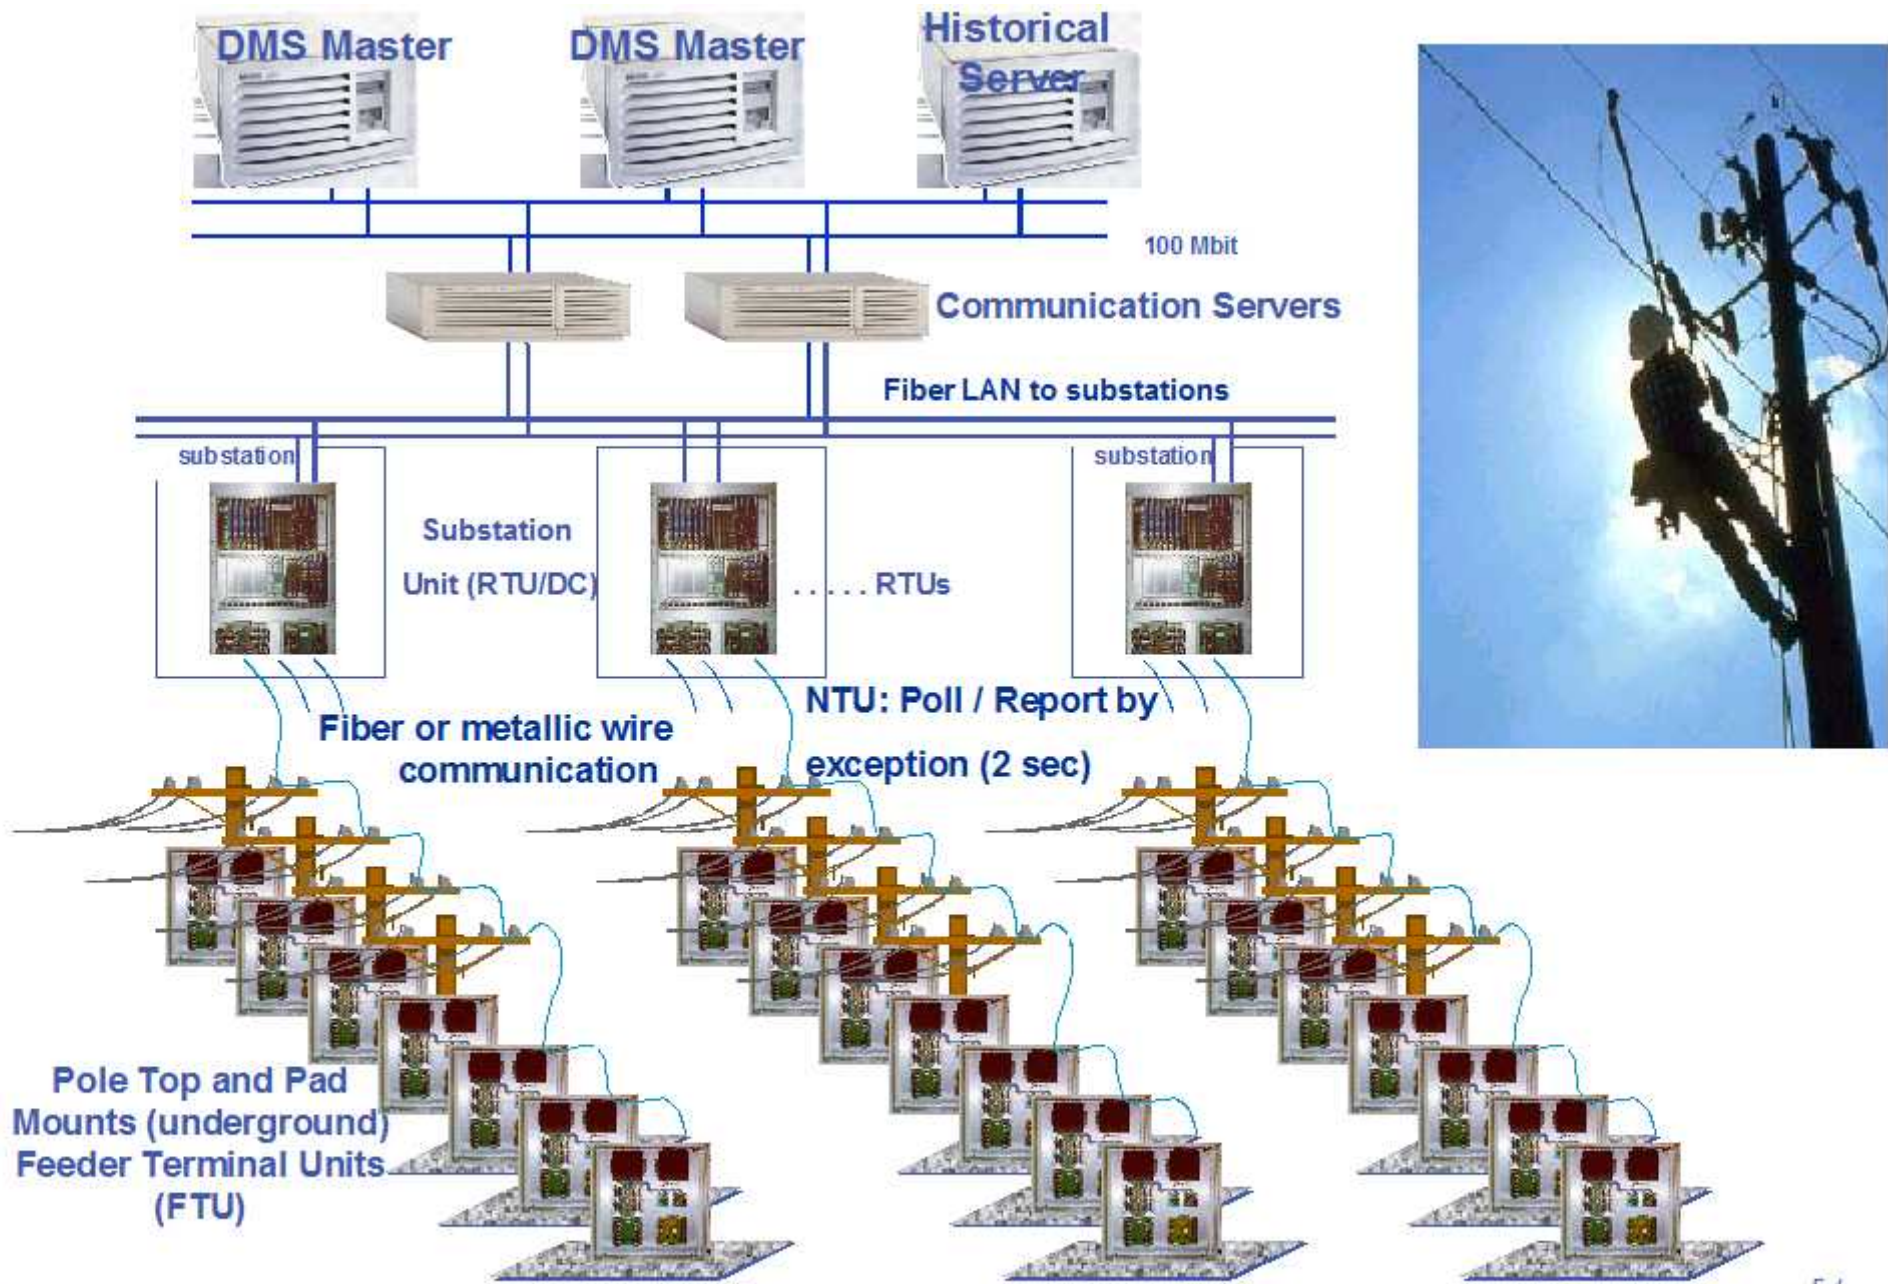 DMS Master
DMS Master
Historical
Server
100 Mbit
Communication Servers
Fiber LAN to substations
substation
substation
Substation
Unit (RTU/DC)
. . . . . RTUs
NTU: Poll / Report by
exception (2 sec)
Fiber or metallic wire
communication
Pole Top and Pad
Mounts (underground)
Feeder Terminal Units
(FTU)